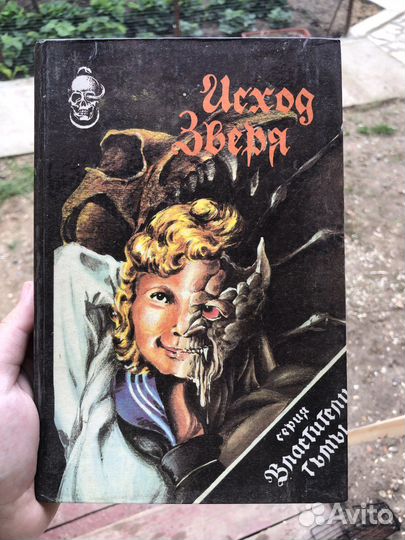 Исход
Зверя
серия
Властители
тьмы
Avito